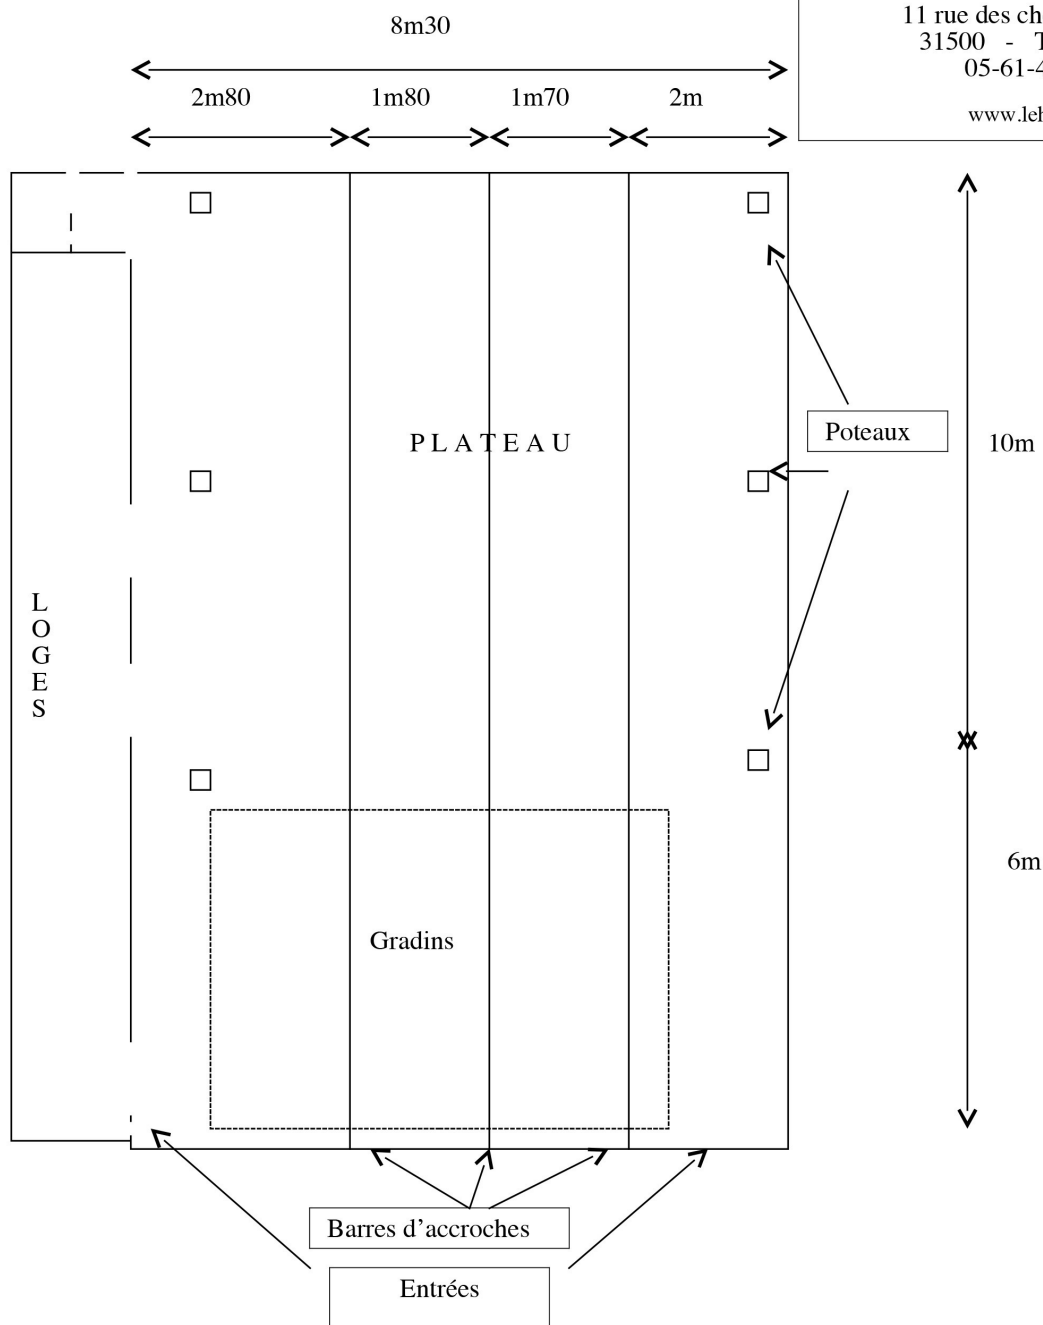 8m30
11 rue des ch
31500 - T
05-61-4
www.leh
2m80 1m80 1m70 2m
Poteaux
PLATEAU
10m
LOGES
6m
Gradins
Barres d’accroches
Entrées